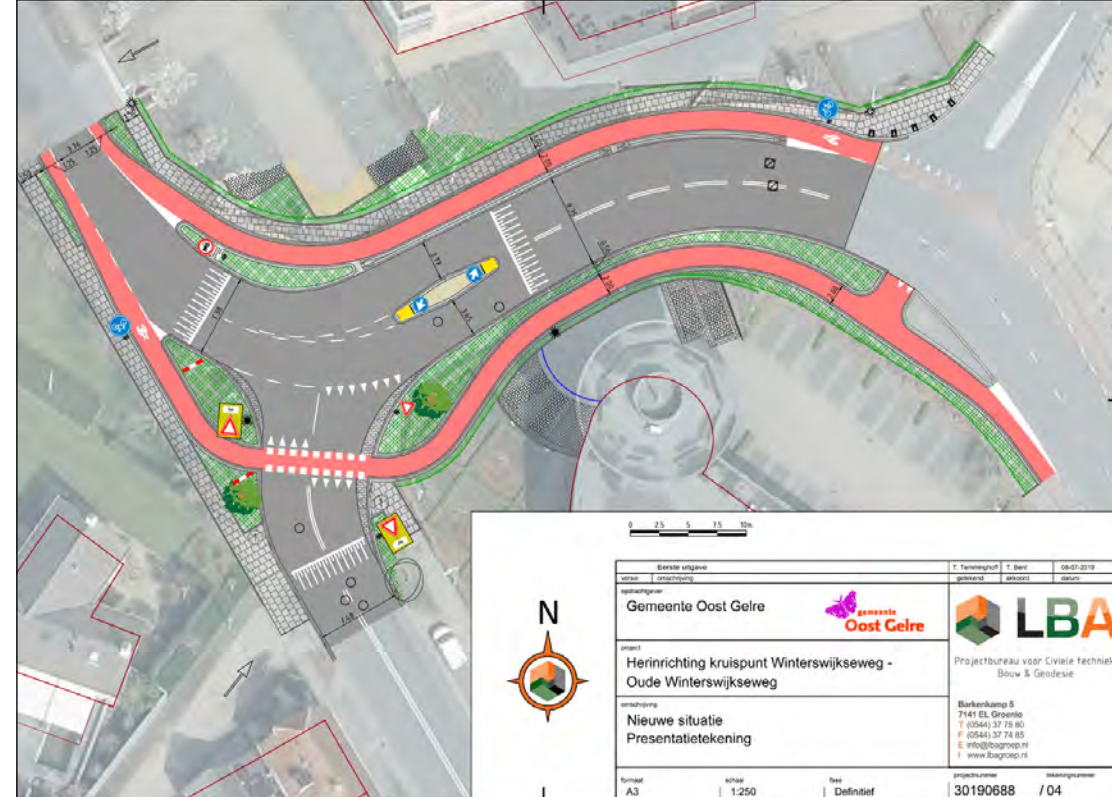 0 2.5 5 7.5 10m
Eerste uitgave
T. Temminghoff T. Bent 08-07-2019
versie omschrijving
getekend akkoord datum
opdrachtgever
Gemeente Oost Gelre
gemeente
Oost Gelre
LBA
Projectbureau voor Civiele techniek
Bouw & Geodesie
project
Herinrichting kruispunt Winterswijkseweg -
Oude Winterswijkseweg
omschrijving
Nieuwe situatie
Presentatietekening
Barkenkamp 5
7141 EL Groenlo
T (0544) 37 78 80
F (0544) 37 74 85
E info@lbagroep.nl
I www.lbagroep.nl
formaat schaal fase
A3 1:250 Definitief
projectnummer tekeningnummer
30190688 / 04
N